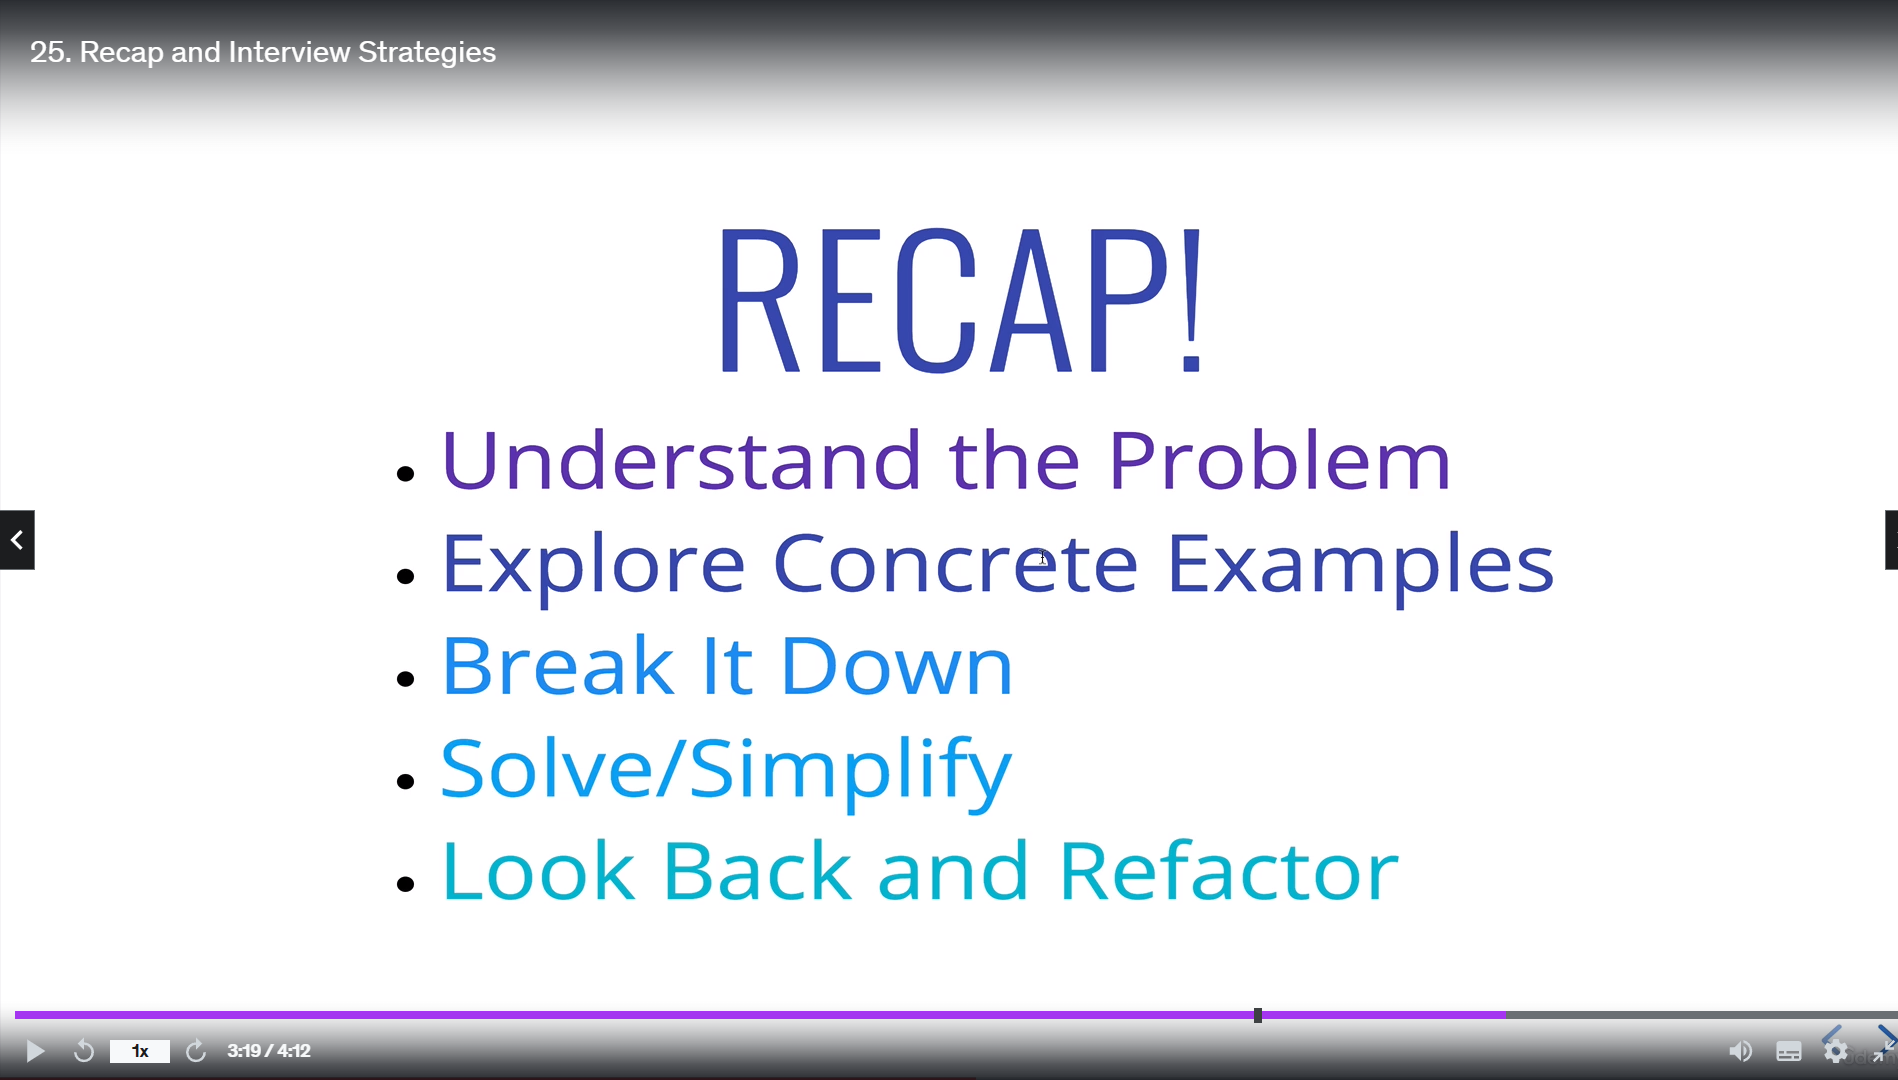 25. Recap and Interview Strategies
RECAP!
• Understand the Problem
• Explore Concrete Examples
• Break It Down
• Solve/Simplify
• Look Back and Refactor
1x
3:19 / 4:12